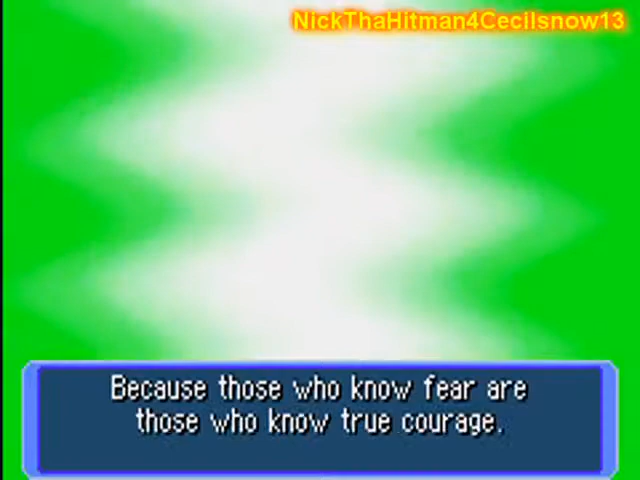 NickThaHitman4Cecilsnow13
Because those who know fear are
those who know true courage.